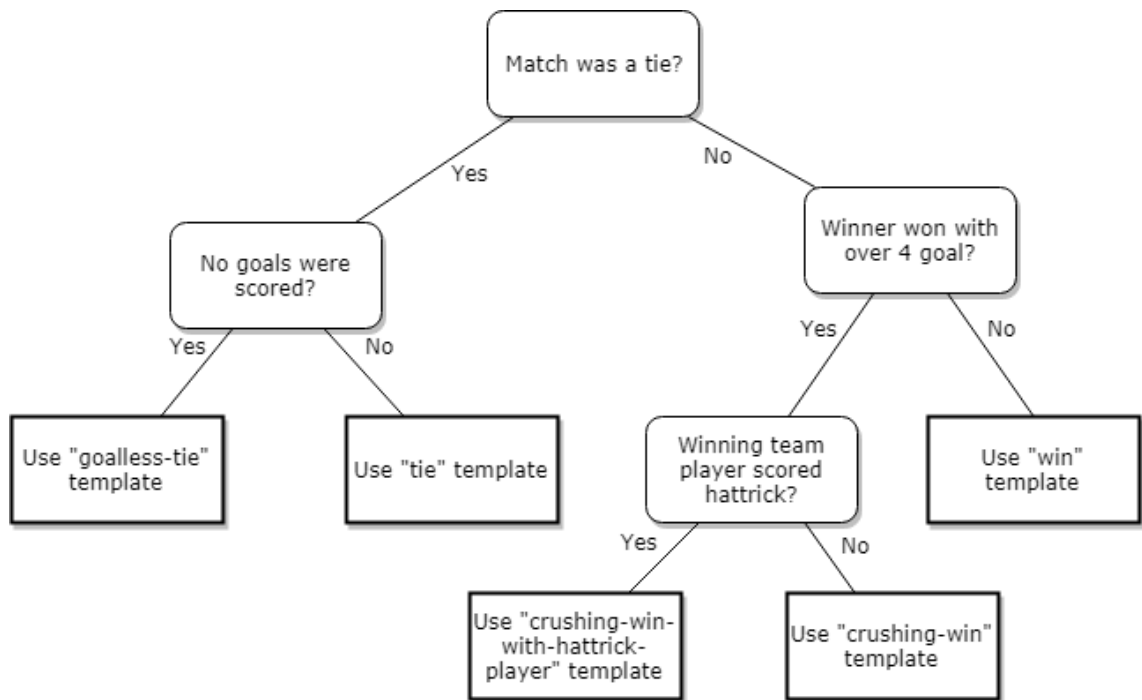 Match was a tie?
Yes
No
No goals were
scored?
Winner won with
over 4 goal?
Yes
No
Yes
No
Use "goalless-tie"
template
Use "tie" template
Winning team
player scored
hattrick?
Use "win"
template
Yes
No
Use "crushing-win-
with-hattrick-
player" template
Use "crushing-win"
template